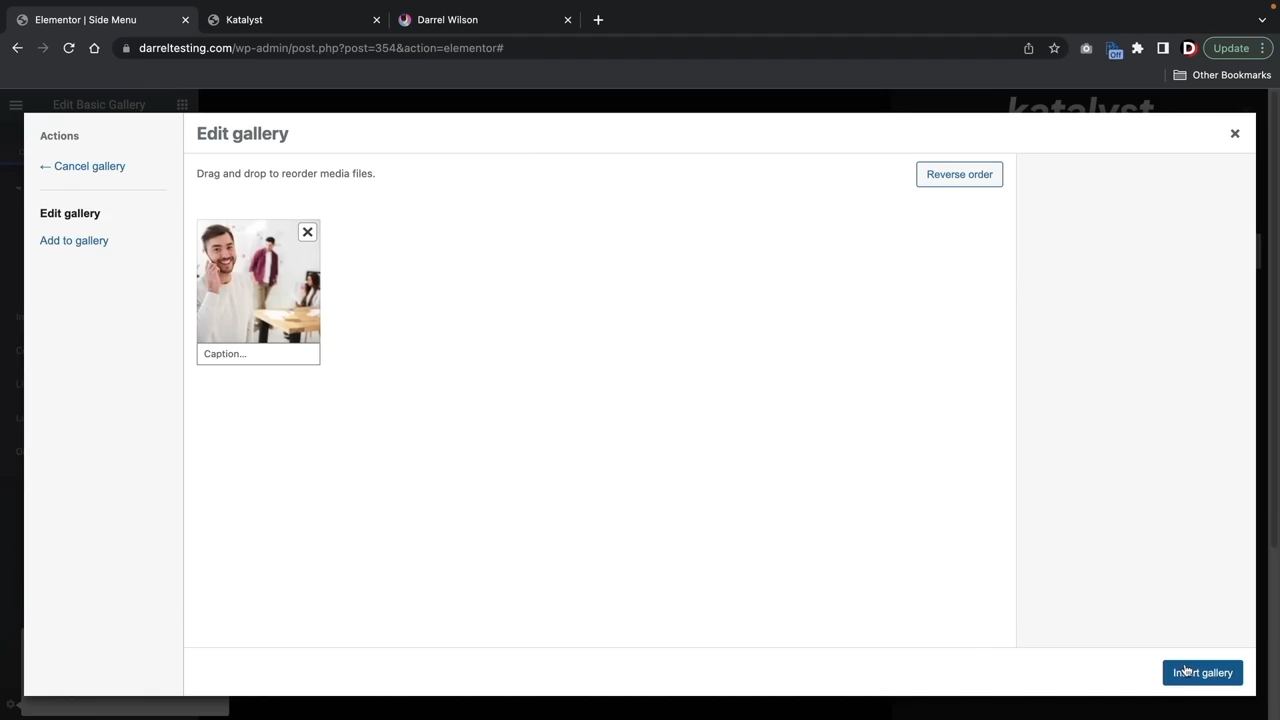 Elementor | Side Menu
Katalyst
Darrel Wilson
darreltesting.com/wp-admin/post.php?post=354&action=elementor#
Off
D
Update
Other Bookmarks
Edit Basic Gallery
katalyst
Actions
← Cancel gallery
Edit gallery
Add to gallery
Edit gallery
Drag and drop to reorder media files.
Reverse order
Caption...
Insert gallery